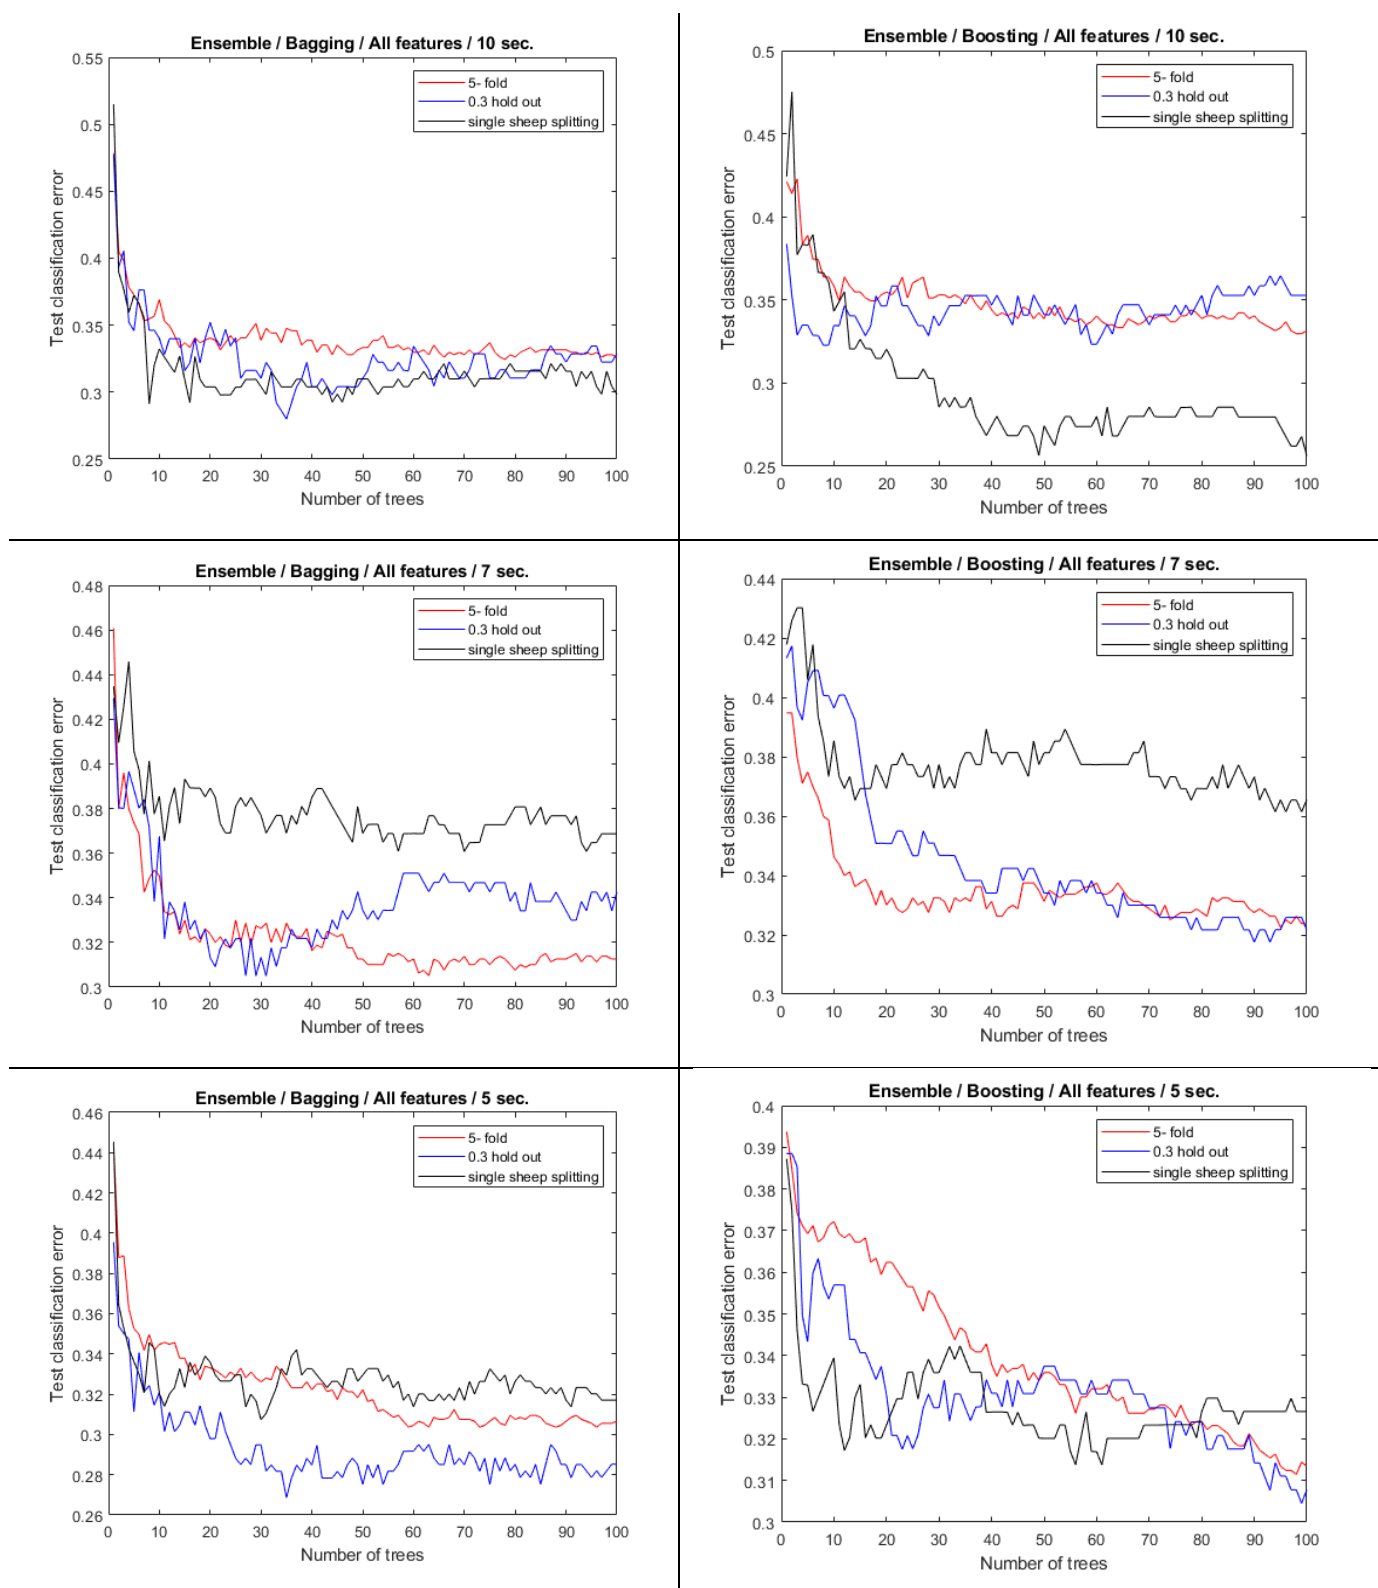 Ensemble / Bagging / All features / 10 sec.
0.55
0.5
0.45
0.4
0.35
0.3
0.25
Test classification error
5- fold
0.3 hold out
single sheep splitting
0 10 20 30 40 50 60 70 80 90 100
Number of trees
Ensemble / Boosting / All features / 10 sec.
0.5
0.45
0.4
0.35
0.3
0.25
Test classification error
5- fold
0.3 hold out
single sheep splitting
0 10 20 30 40 50 60 70 80 90 100
Number of trees
Ensemble / Bagging / All features / 7 sec.
0.48
0.46
0.44
0.42
0.4
0.38
0.36
0.34
0.32
0.3
Test classification error
5- fold
0.3 hold out
single sheep splitting
0 10 20 30 40 50 60 70 80 90 100
Number of trees
Ensemble / Boosting / All features / 7 sec.
0.44
0.42
0.4
0.38
0.36
0.34
0.32
0.3
Test classification error
5- fold
0.3 hold out
single sheep splitting
0 10 20 30 40 50 60 70 80 90 100
Number of trees
Ensemble / Bagging / All features / 5 sec.
0.46
0.44
0.42
0.4
0.38
0.36
0.34
0.32
0.3
0.28
0.26
Test classification error
5- fold
0.3 hold out
single sheep splitting
0 10 20 30 40 50 60 70 80 90 100
Number of trees
Ensemble / Boosting / All features / 5 sec.
0.4
0.39
0.38
0.37
0.36
0.35
0.34
0.33
0.32
0.31
0.3
Test classification error
5- fold
0.3 hold out
single sheep splitting
0 10 20 30 40 50 60 70 80 90 100
Number of trees